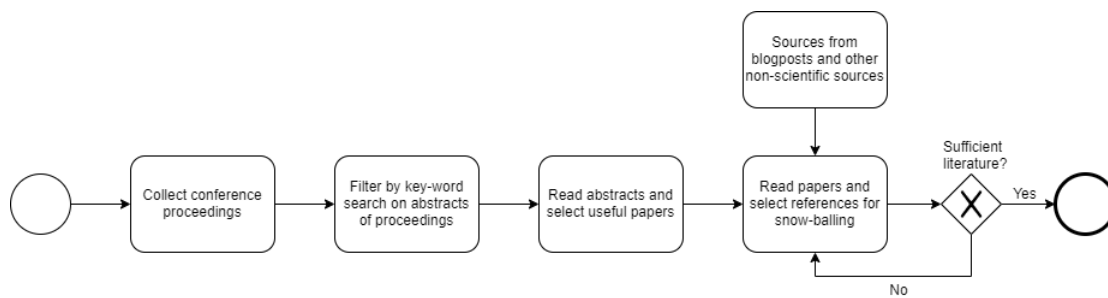 Sources from
blogposts and other
non-scientific sources
Collect conference
proceedings
Filter by key-word
search on abstracts
of proceedings
Read abstracts and
select useful papers
Read papers and
select references for
snow-balling
Sufficient
literature?
Yes
No